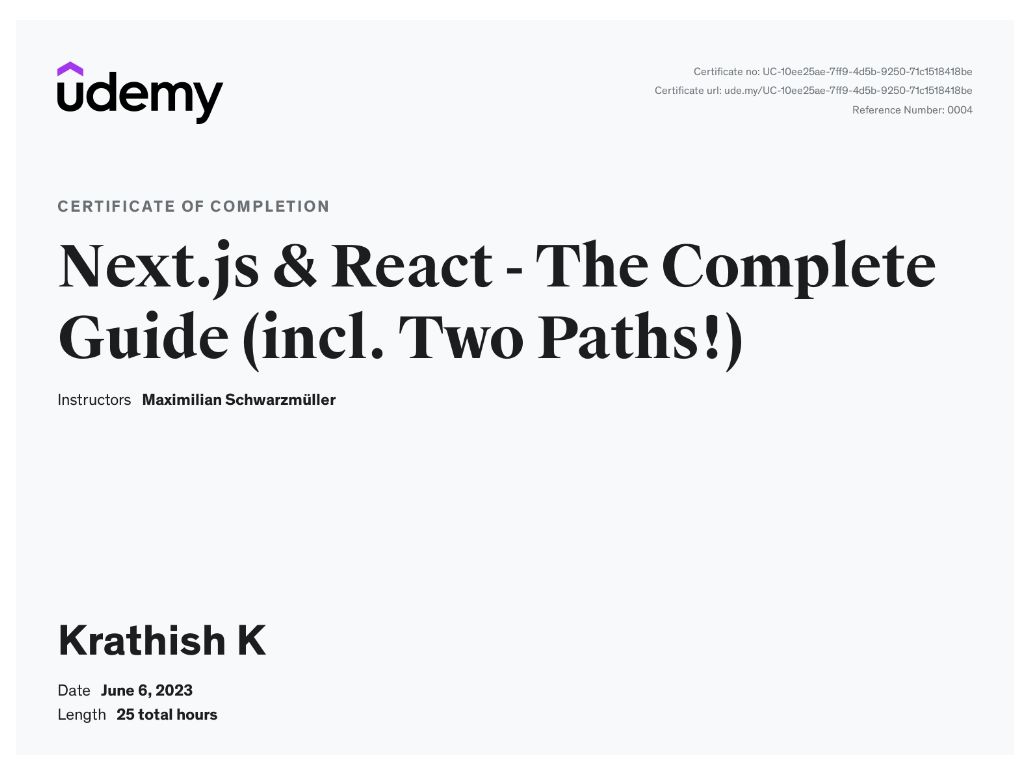 udemy
Certificate no: UC-10ee25ae-7ff9-4d5b-9250-71c1518418be
Certificate url: ude.my/UC-10ee25ae-7ff9-4d5b-9250-71c1518418be
Reference Number: 0004
CERTIFICATE OF COMPLETION
Next.js & React - The Complete
Guide (incl. Two Paths!)
Instructors Maximilian Schwarzmüller
Krathish K
Date June 6, 2023
Length 25 total hours